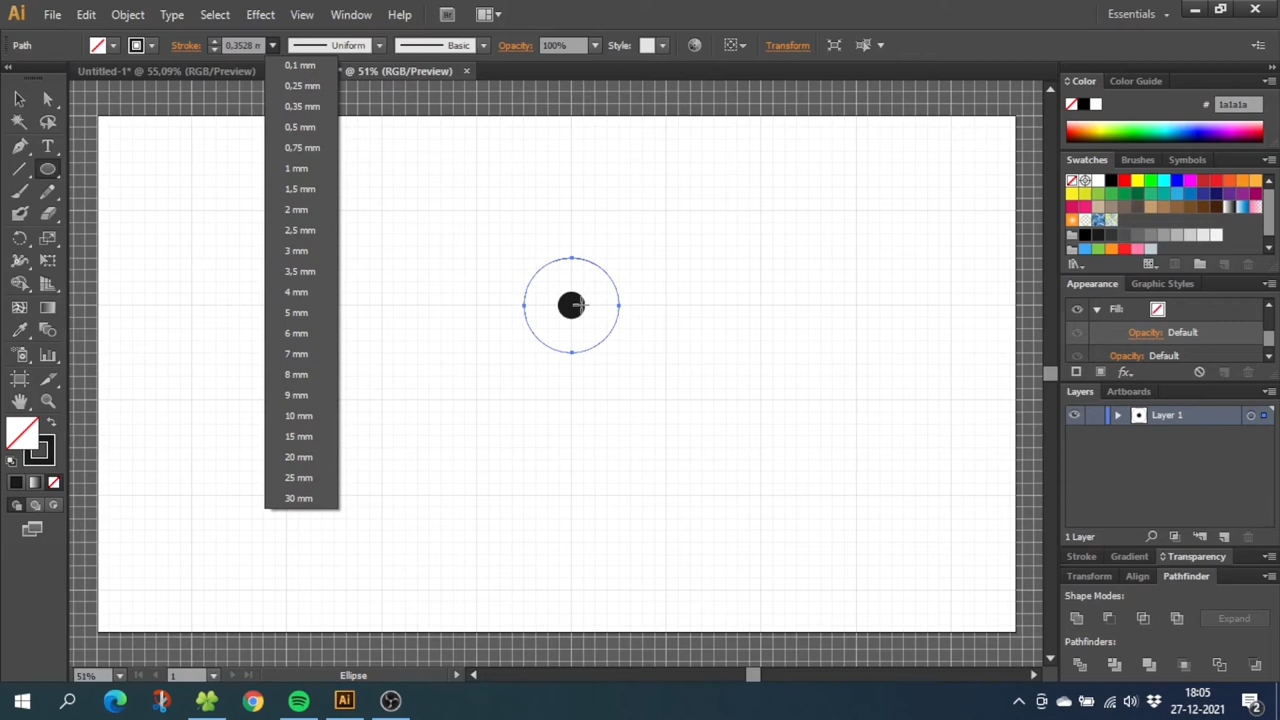 Ai File Edit Object Type Select Effect View Window Help Br Essentials
Path Stroke: 0,3528 m Uniform Basic Opacity: 100% Style: Transform
Untitled-1* @ 55,09% (RGB/Preview) * @ 51% (RGB/Preview)
0,1 mm
0,25 mm
0,35 mm
0,5 mm
0,75 mm
1 mm
1,5 mm
2 mm
2,5 mm
3 mm
3,5 mm
4 mm
5 mm
6 mm
7 mm
8 mm
9 mm
10 mm
15 mm
20 mm
25 mm
30 mm
Color Color Guide
# 1a1a1a
Swatches Brushes Symbols
Appearance Graphic Styles
Fill:
Opacity: Default
Opacity: Default
fx
Layers Artboards
Layer 1
1 Layer
Stroke Gradient Transparency
Transform Align Pathfinder
Shape Modes:
Expand
Pathfinders:
51% 1 Ellipse
Ai 18:05
27-12-2021
2